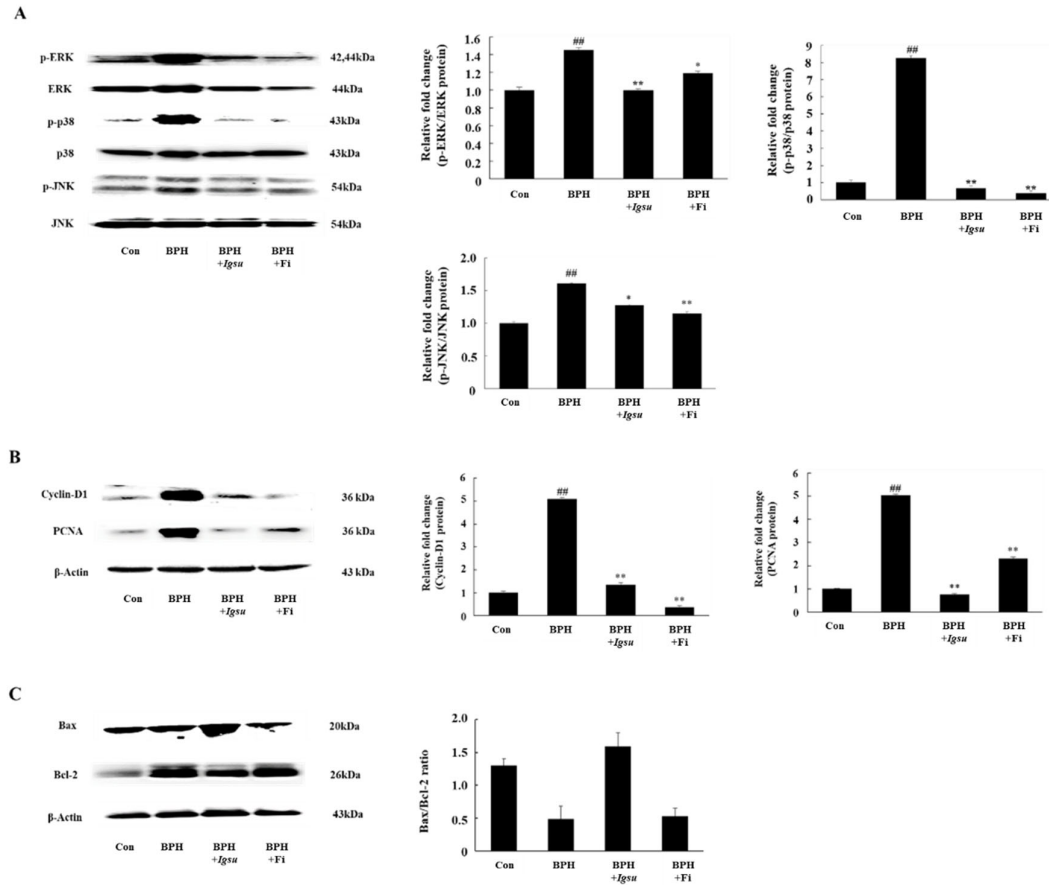 A
p-ERK 42,44kDa
ERK 44kDa
p-p38 43kDa
p38 43kDa
p-JNK 54kDa
JNK 54kDa
Con BPH BPH +Igsu BPH +Fi
Relative fold change
(p-ERK/ERK protein)
1.6
1.4
1.2
1.0
0.8
0.6
0.4
0.2
0
##
**
*
Con BPH BPH +Igsu BPH +Fi
Relative fold change
(p-p38/p38 protein)
9
8
7
6
5
4
3
2
1
0
##
**
**
Con BPH BPH +Igsu BPH +Fi
Relative fold change
(p-JNK/JNK protein)
2.0
1.5
1.0
0.5
0
##
*
**
Con BPH BPH +Igsu BPH +Fi
B
Cyclin-D1 36 kDa
PCNA 36 kDa
β-Actin 43 kDa
Con BPH BPH +Igsu BPH +Fi
Relative fold change
(Cyclin-D1 protein)
6
5
4
3
2
1
0
##
**
**
Con BPH BPH +Igsu BPH +Fi
Relative fold change
(PCNA protein)
6
5
4
3
2
1
0
##
**
**
Con BPH BPH +Igsu BPH +Fi
C
Bax 20kDa
Bcl-2 26kDa
β-Actin 43kDa
Con BPH BPH +Igsu BPH +Fi
Bax/Bcl-2 ratio
2.0
1.5
1.0
0.5
0
Con BPH BPH +Igsu BPH +Fi